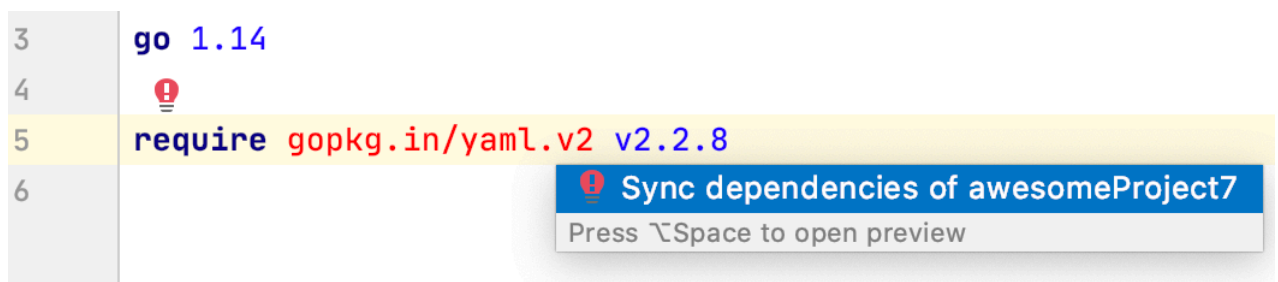 3 go 1.14
4
5 require gopkg.in/yaml.v2 v2.2.8
6
Sync dependencies of awesomeProject7
Press ⌥Space to open preview